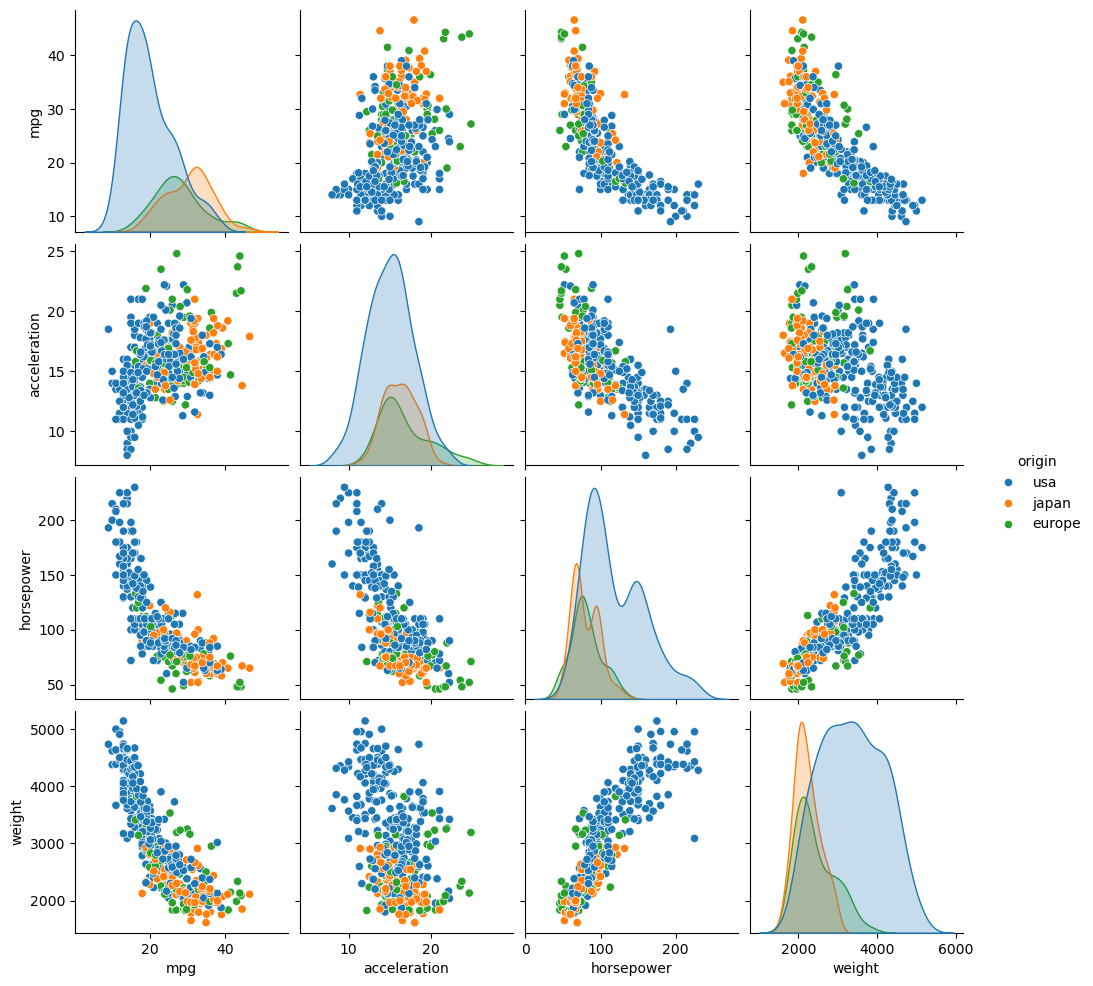 mpg
40
30
20
10
acceleration
25
20
15
10
origin
usa
japan
europe
horsepower
200
150
100
50
weight
5000
4000
3000
2000
20 40 10 20 0 100 200 2000 4000 6000
mpg acceleration horsepower weight